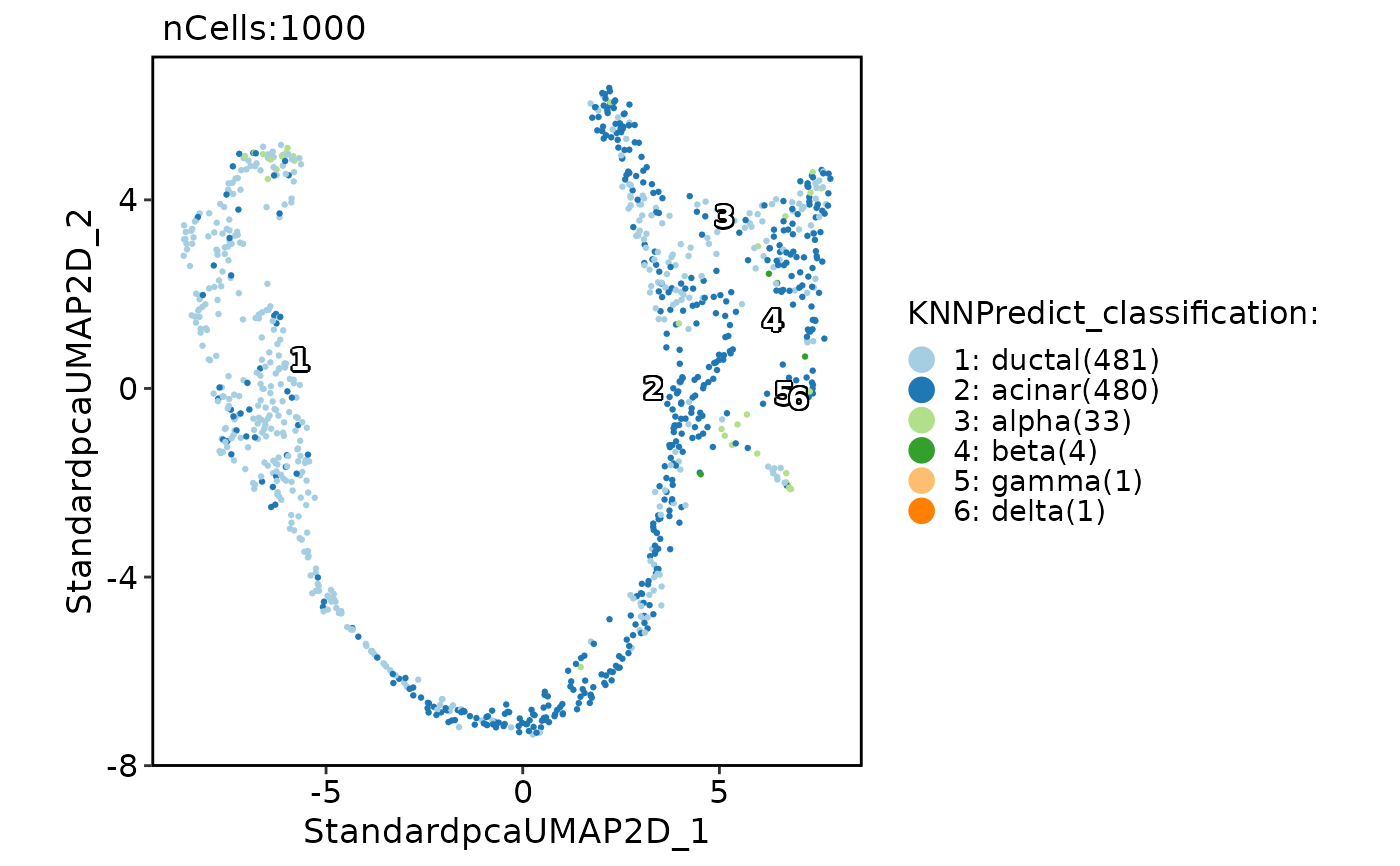 nCells:1000
StandardpcaUMAP2D_2
4
0
-4
-8
1
2
3
4
5
6
-5
0
5
StandardpcaUMAP2D_1
KNNPredict_classification:
1: ductal(481)
2: acinar(480)
3: alpha(33)
4: beta(4)
5: gamma(1)
6: delta(1)